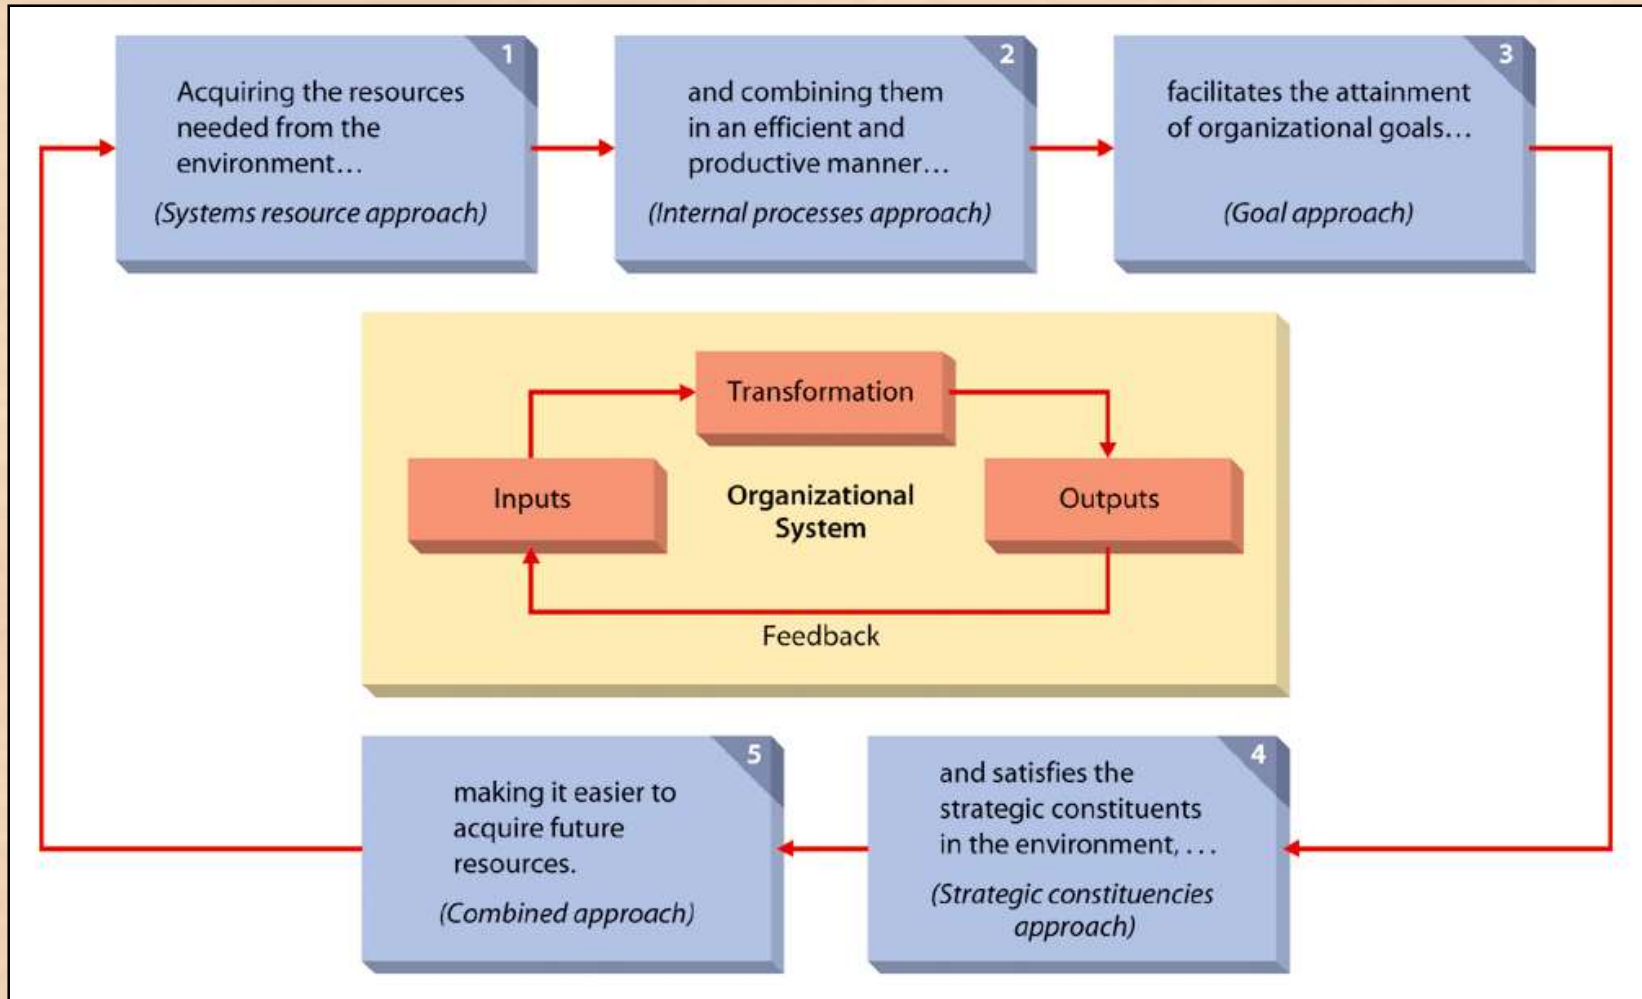 1
Acquiring the resources
needed from the
environment...
(Systems resource approach)
2
and combining them
in an efficient and
productive manner...
(Internal processes approach)
3
facilitates the attainment
of organizational goals...
(Goal approach)
Transformation
Inputs
Organizational
System
Outputs
Feedback
4
and satisfies the
strategic constituents
in the environment, ...
(Strategic constituencies
approach)
5
making it easier to
acquire future
resources.
(Combined approach)